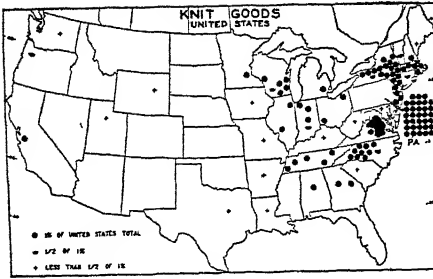 KNIT GOODS
UNITED STATES
PA.
1% OF UNITED STATES TOTAL
1/2 OF 1%
+ LESS THAN 1/2 OF 1%